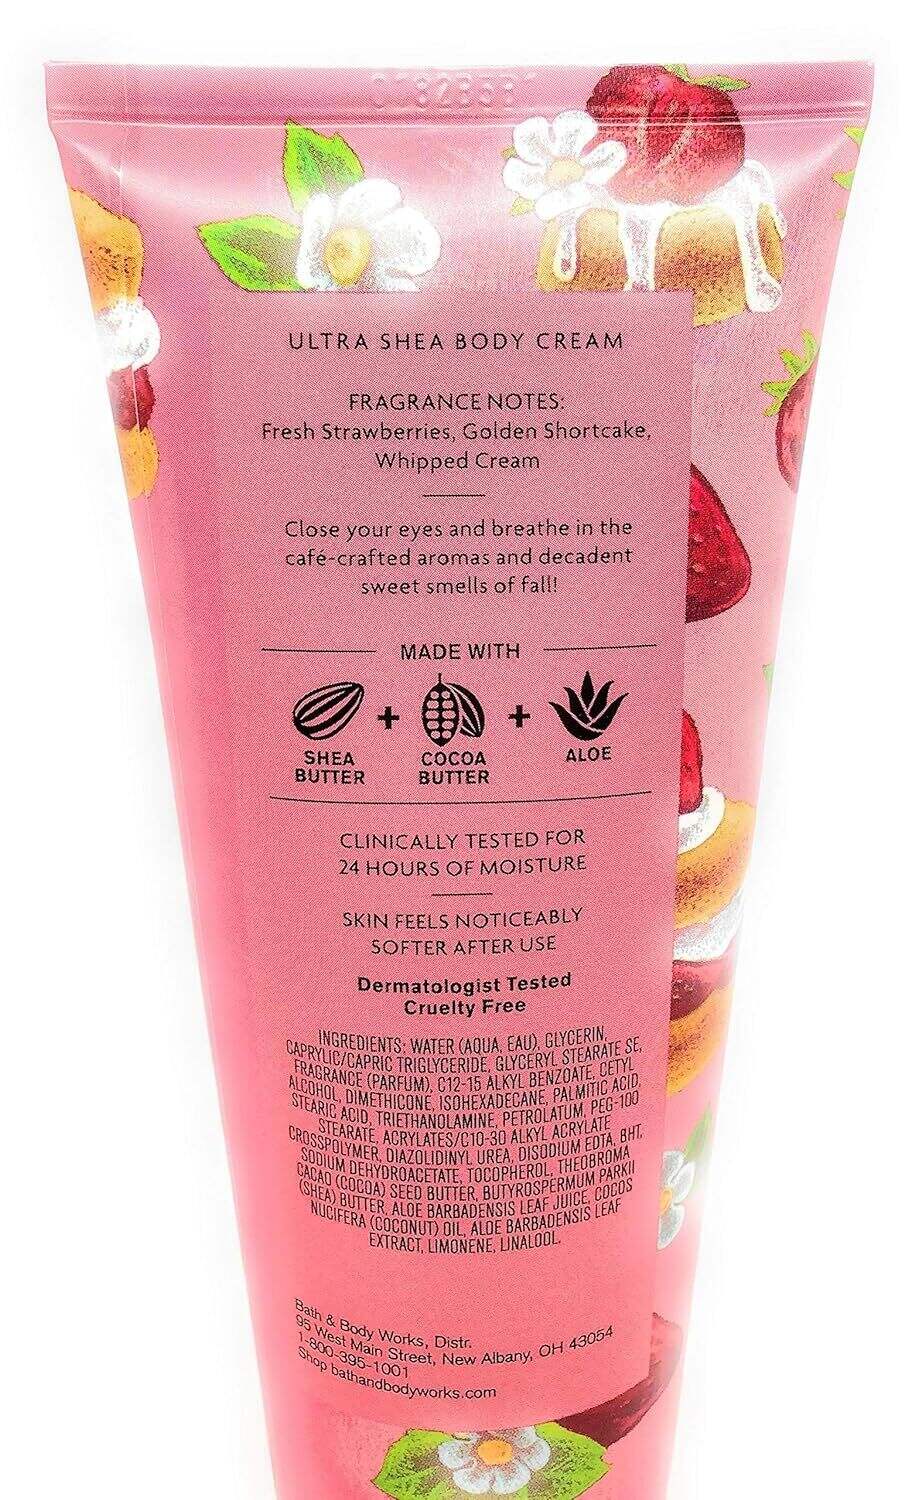 ULTRA SHEA BODY CREAM
FRAGRANCE NOTES:
Fresh Strawberries, Golden Shortcake,
Whipped Cream
Close your eyes and breathe in the
café-crafted aromas and decadent
sweet smells of fall!
MADE WITH
SHEA BUTTER + COCOA BUTTER + ALOE
CLINICALLY TESTED FOR
24 HOURS OF MOISTURE
SKIN FEELS NOTICEABLY
SOFTER AFTER USE
Dermatologist Tested
Cruelty Free
INGREDIENTS: WATER (AQUA, EAU), GLYCERIN,
CAPRYLIC/CAPRIC TRIGLYCERIDE, GLYCERYL STEARATE SE,
FRAGRANCE (PARFUM), C12-15 ALKYL BENZOATE, CETYL
ALCOHOL, DIMETHICONE, ISOHEXADECANE, PALMITIC ACID,
STEARIC ACID, TRIETHANOLAMINE, PETROLATUM, PEG-100
STEARATE, ACRYLATES/C10-30 ALKYL ACRYLATE
CROSSPOLYMER, DIAZOLIDINYL UREA, DISODIUM EDTA, BHT,
SODIUM DEHYDROACETATE, TOCOPHEROL, THEOBROMA
CACAO (COCOA) SEED BUTTER, BUTYROSPERMUM PARKII
(SHEA) BUTTER, ALOE BARBADENSIS LEAF JUICE, COCOS
NUCIFERA (COCONUT) OIL, ALOE BARBADENSIS LEAF
EXTRACT, LIMONENE, LINALOOL.
Bath & Body Works, Distr.
95 West Main Street, New Albany, OH 43054
1-800-395-1001
Shop bathandbodyworks.com